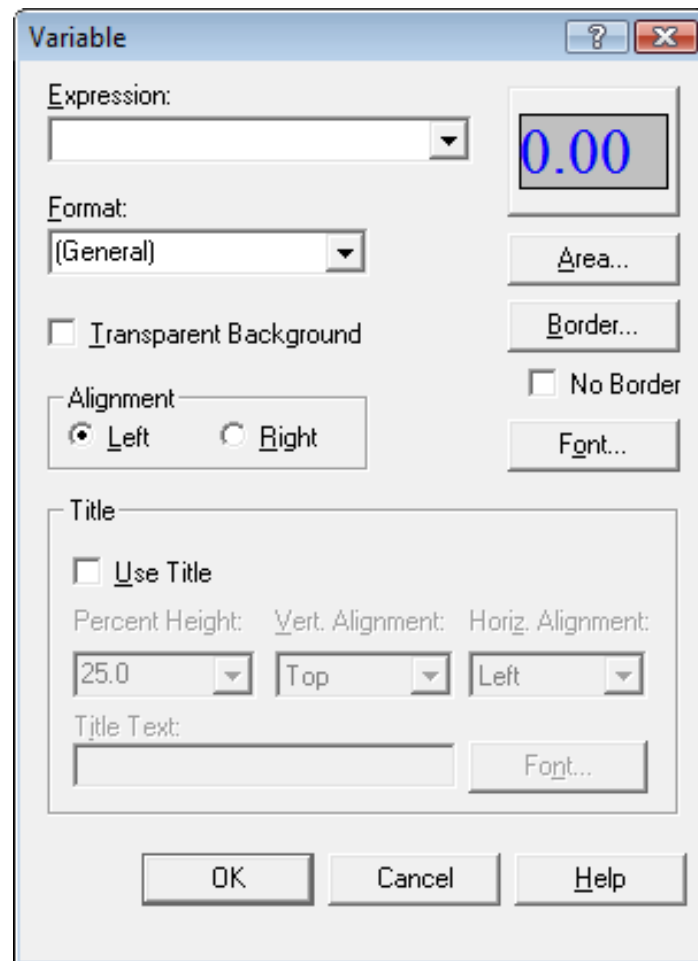 Variable
Expression:
0.00
Format:
(General)
Area...
Transparent Background
Border...
No Border
Alignment
Left Right
Font...
Title
Use Title
Percent Height: Vert. Alignment: Horiz. Alignment:
25.0 Top Left
Title Text:
Font...
OK Cancel Help